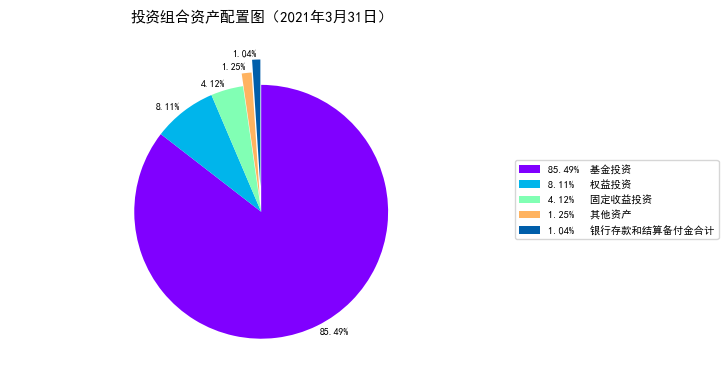 投资组合资产配置图（2021年3月31日）
1.04%
1.25%
4.12%
8.11%
85.49%
85.49% 基金投资
8.11% 权益投资
4.12% 固定收益投资
1.25% 其他资产
1.04% 银行存款和结算备付金合计